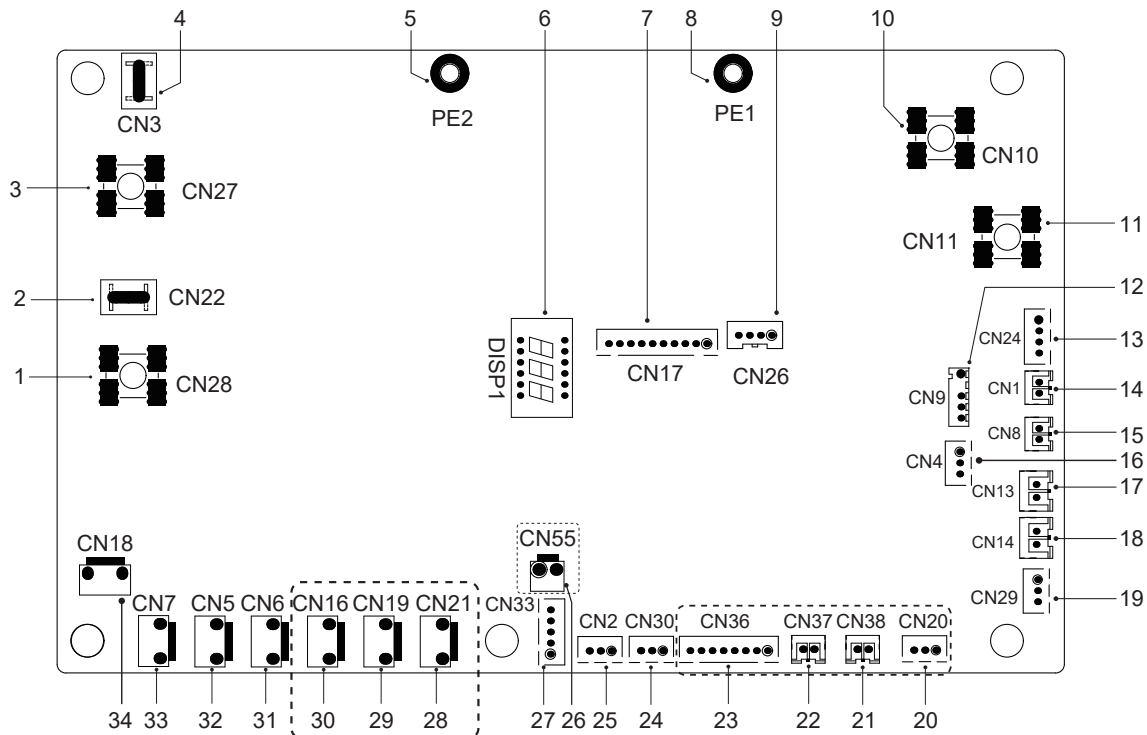 4 5 6 7 8 9 10
CN3 PE2 PE1
CN10
3 CN27
CN11 11
2 CN22
12
DISP1
CN24 13
CN17 CN26
1 CN28
CN9 CN1 14
CN8 15
CN4 16
CN13 17
CN14 18
CN18 CN55
CN29 19
CN7 CN5 CN6 CN16 CN19 CN21 CN33 CN2 CN30 CN36 CN37 CN38 CN20
34 33 32 31 30 29 28 27 26 25 24 23 22 21 20